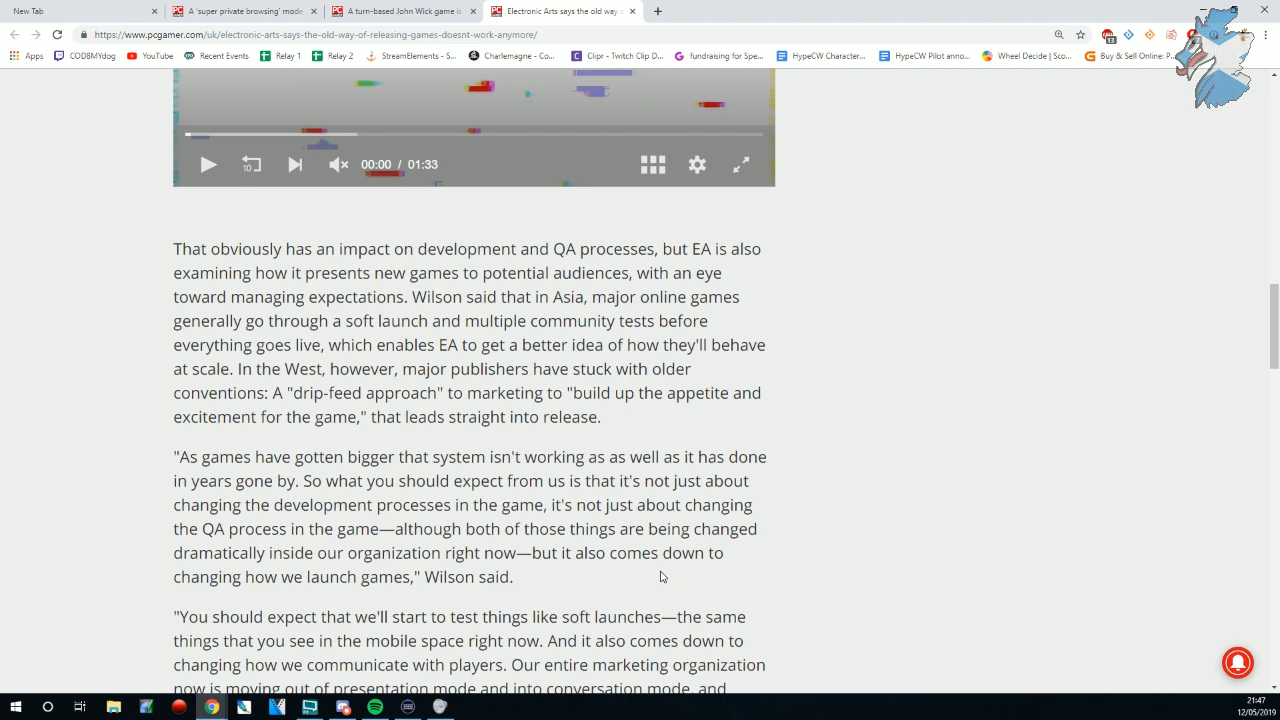 New Tab
A 'super private browsing' mode
A turn-based John Wick game is
Electronic Arts says the old way o
https://www.pcgamer.com/uk/electronic-arts-says-the-old-way-of-releasing-games-doesnt-work-anymore/
13
Apps
COD8MYdog
YouTube
Recent Events
Relay 1
Relay 2
StreamElements - S...
Charlemagne - Conf...
Clipr - Twitch Clip D...
fundraising for Spe...
HypeCW Character...
HypeCW Pilot anno...
Wheel Decide | Sco...
Buy & Sell Online: P...
10
00:00 / 01:33
That obviously has an impact on development and QA processes, but EA is also
examining how it presents new games to potential audiences, with an eye
toward managing expectations. Wilson said that in Asia, major online games
generally go through a soft launch and multiple community tests before
everything goes live, which enables EA to get a better idea of how they'll behave
at scale. In the West, however, major publishers have stuck with older
conventions: A "drip-feed approach" to marketing to "build up the appetite and
excitement for the game," that leads straight into release.
"As games have gotten bigger that system isn't working as as well as it has done
in years gone by. So what you should expect from us is that it's not just about
changing the development processes in the game, it's not just about changing
the QA process in the game—although both of those things are being changed
dramatically inside our organization right now—but it also comes down to
changing how we launch games," Wilson said.
"You should expect that we'll start to test things like soft launches—the same
things that you see in the mobile space right now. And it also comes down to
changing how we communicate with players. Our entire marketing organization
now is moving out of presentation mode and into conversation mode, and
21:47
12/05/2019